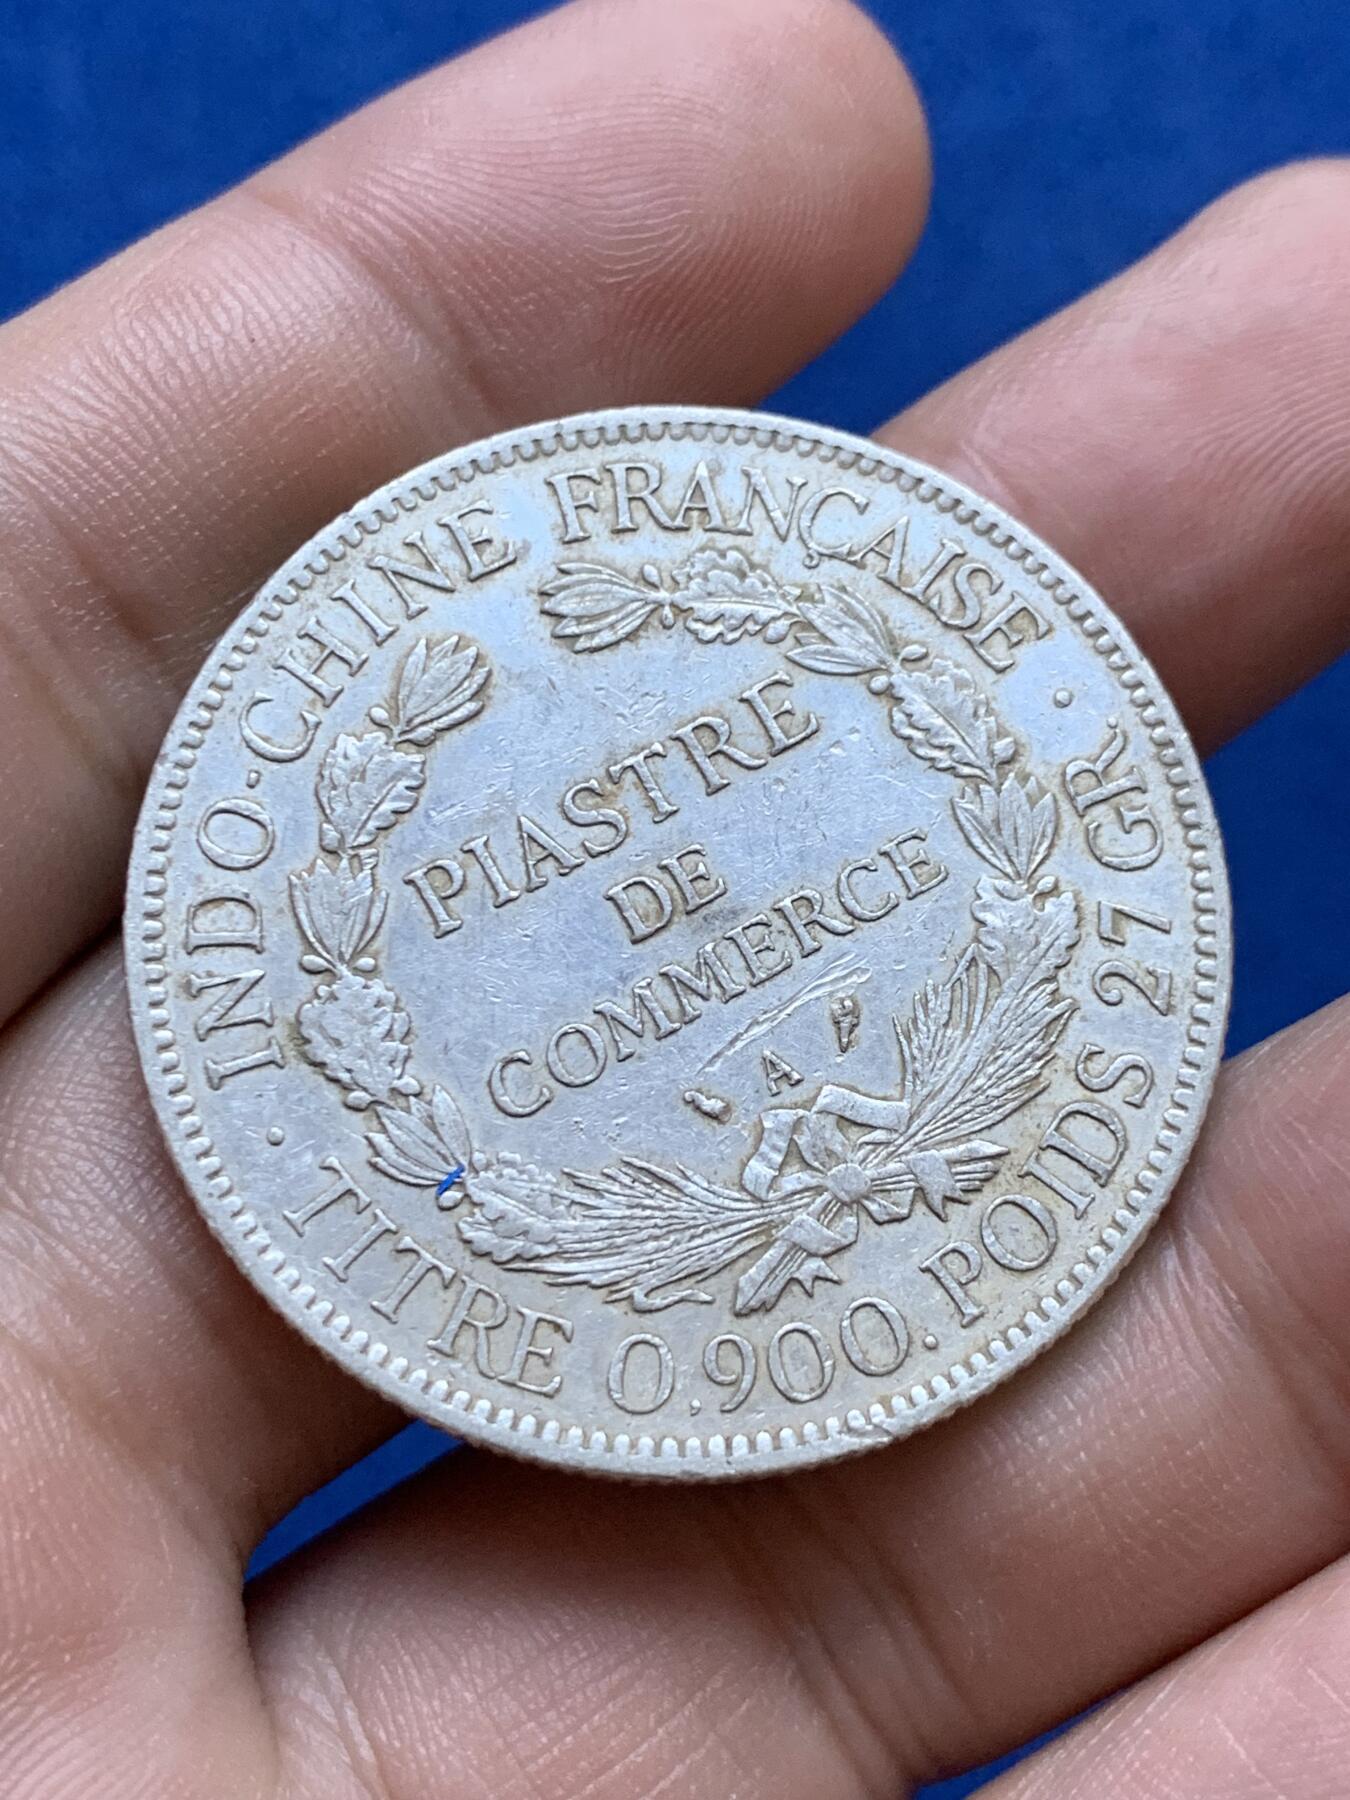 INDO-CHINE FRANÇAISE
PIASTRE
DE
COMMERCE
A
TITRE 0,900. POIDS 27 GR.